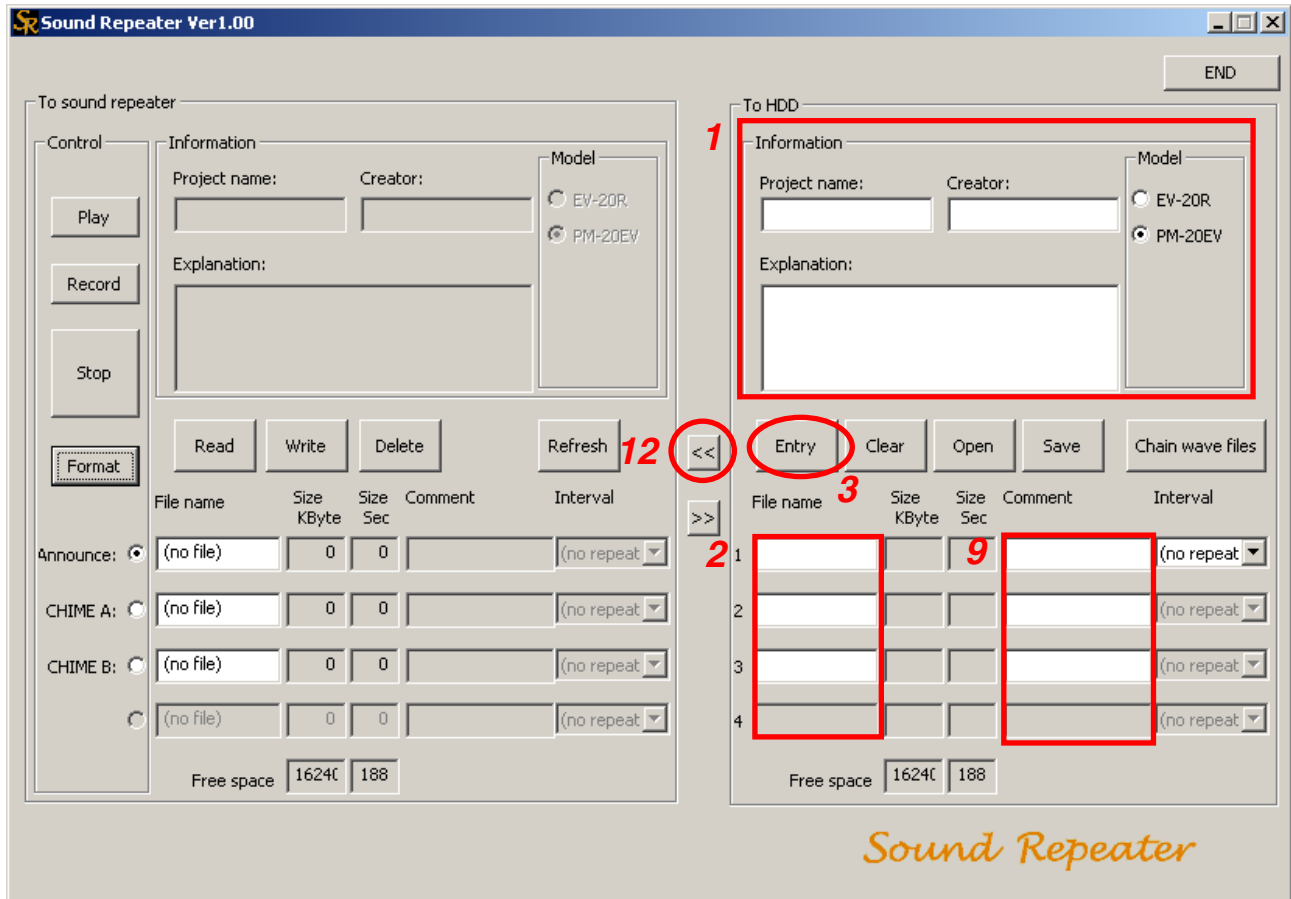 Sound Repeater Ver1.00
END
To sound repeater
Control
Play
Record
Stop
Format
Information
Project name: Creator:
Explanation:
Model
EV-20R
PM-20EV
Read Write Delete Refresh
File name Size KByte Size Sec Comment Interval
Announce: (no file) 0 0 (no repeat
CHIME A: (no file) 0 0 (no repeat
CHIME B: (no file) 0 0 (no repeat
(no file) 0 0 (no repeat
Free space 1624 188
12 <<
>>
To HDD
1
Information
Project name: Creator:
Explanation:
Model
EV-20R
PM-20EV
Entry Clear Open Save Chain wave files
3
File name Size KByte Size Sec Comment Interval
2 1 9 (no repeat
2 (no repeat
3 (no repeat
4 (no repeat
Free space 1624 188
Sound Repeater